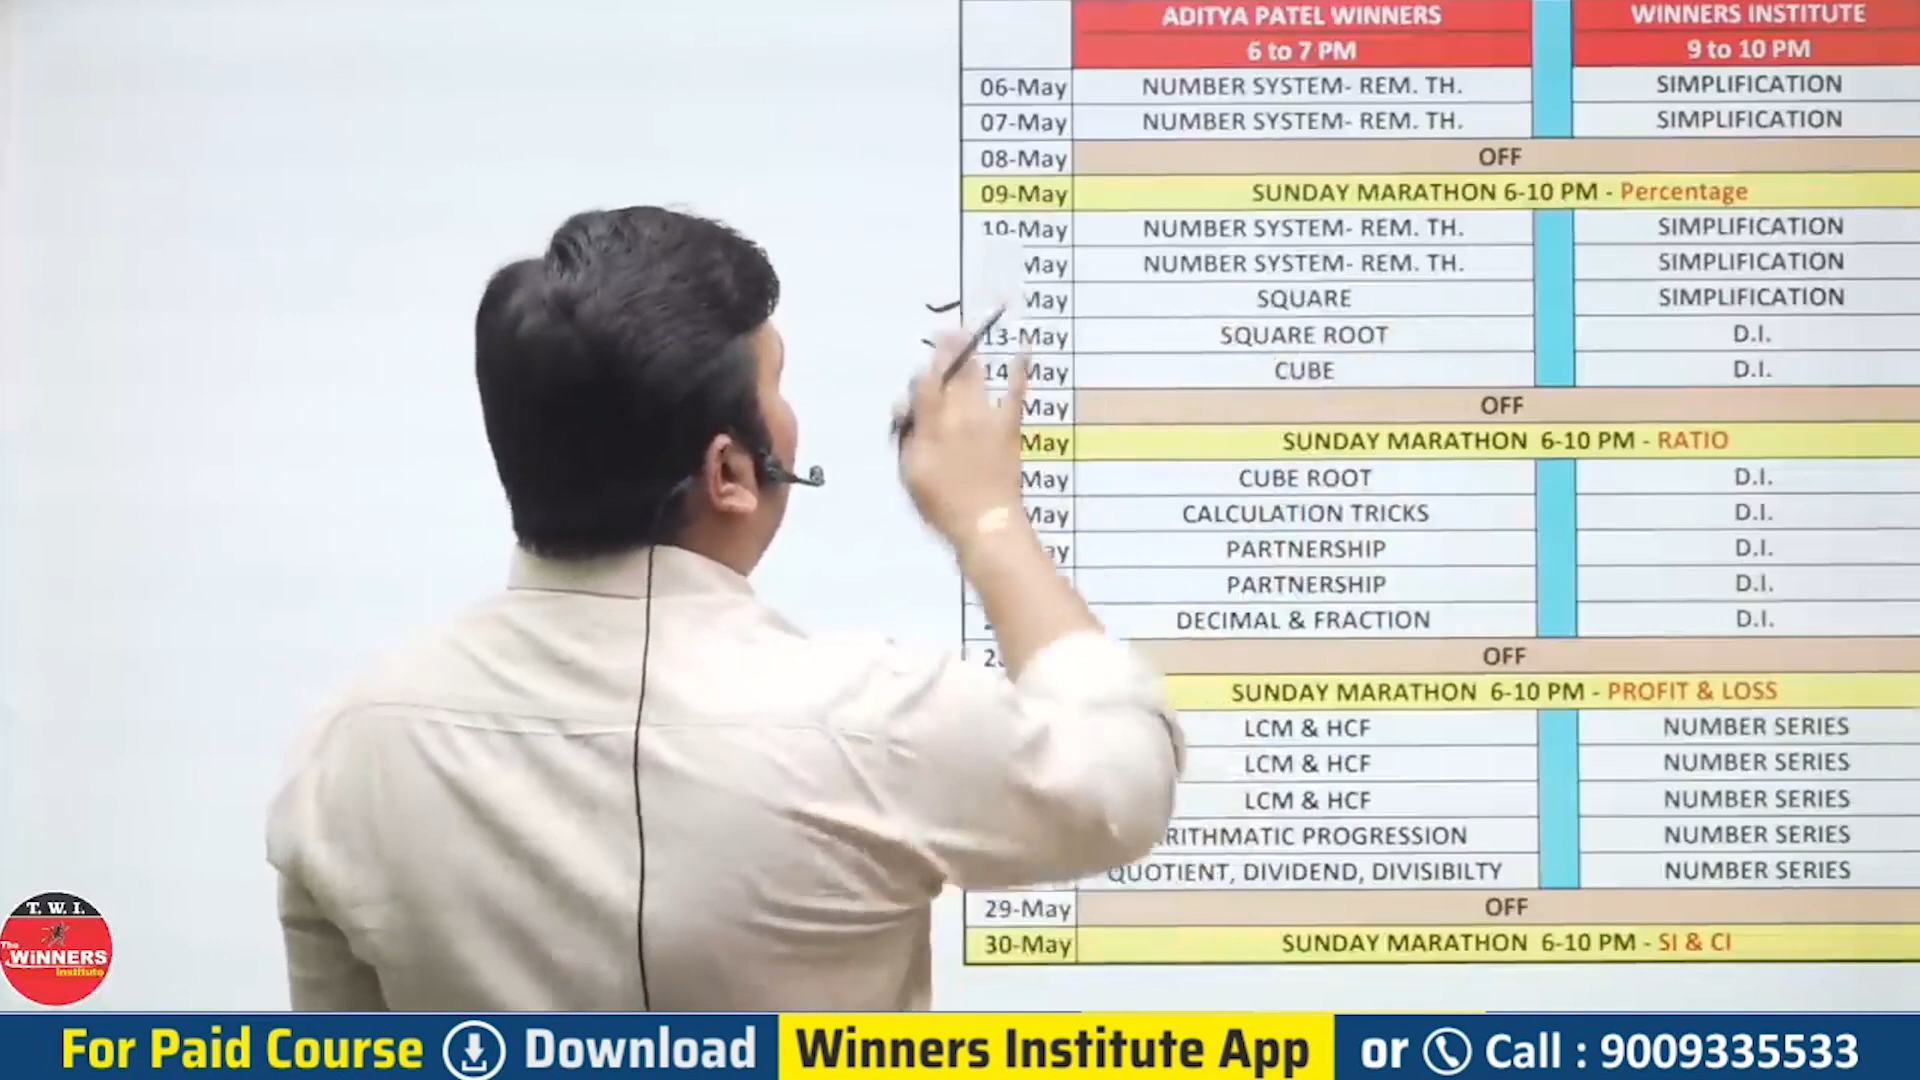 ADITYA PATEL WINNERS WINNERS INSTITUTE
6 to 7 PM 9 to 10 PM
06-May NUMBER SYSTEM- REM. TH. SIMPLIFICATION
07-May NUMBER SYSTEM- REM. TH. SIMPLIFICATION
08-May OFF
09-May SUNDAY MARATHON 6-10 PM - Percentage
10-May NUMBER SYSTEM- REM. TH. SIMPLIFICATION
May NUMBER SYSTEM- REM. TH. SIMPLIFICATION
May SQUARE SIMPLIFICATION
13-May SQUARE ROOT D.I.
14 May CUBE D.I.
May OFF
May SUNDAY MARATHON 6-10 PM - RATIO
May CUBE ROOT D.I.
May CALCULATION TRICKS D.I.
PARTNERSHIP D.I.
PARTNERSHIP D.I.
DECIMAL & FRACTION D.I.
OFF
SUNDAY MARATHON 6-10 PM - PROFIT & LOSS
LCM & HCF NUMBER SERIES
LCM & HCF NUMBER SERIES
LCM & HCF NUMBER SERIES
RITHMATIC PROGRESSION NUMBER SERIES
QUOTIENT, DIVIDEND, DIVISIBILTY NUMBER SERIES
29-May OFF
30-May SUNDAY MARATHON 6-10 PM - SI & CI
T. W. I.
The
WiNNERS
Institute
For Paid Course Download Winners Institute App or Call : 9009335533